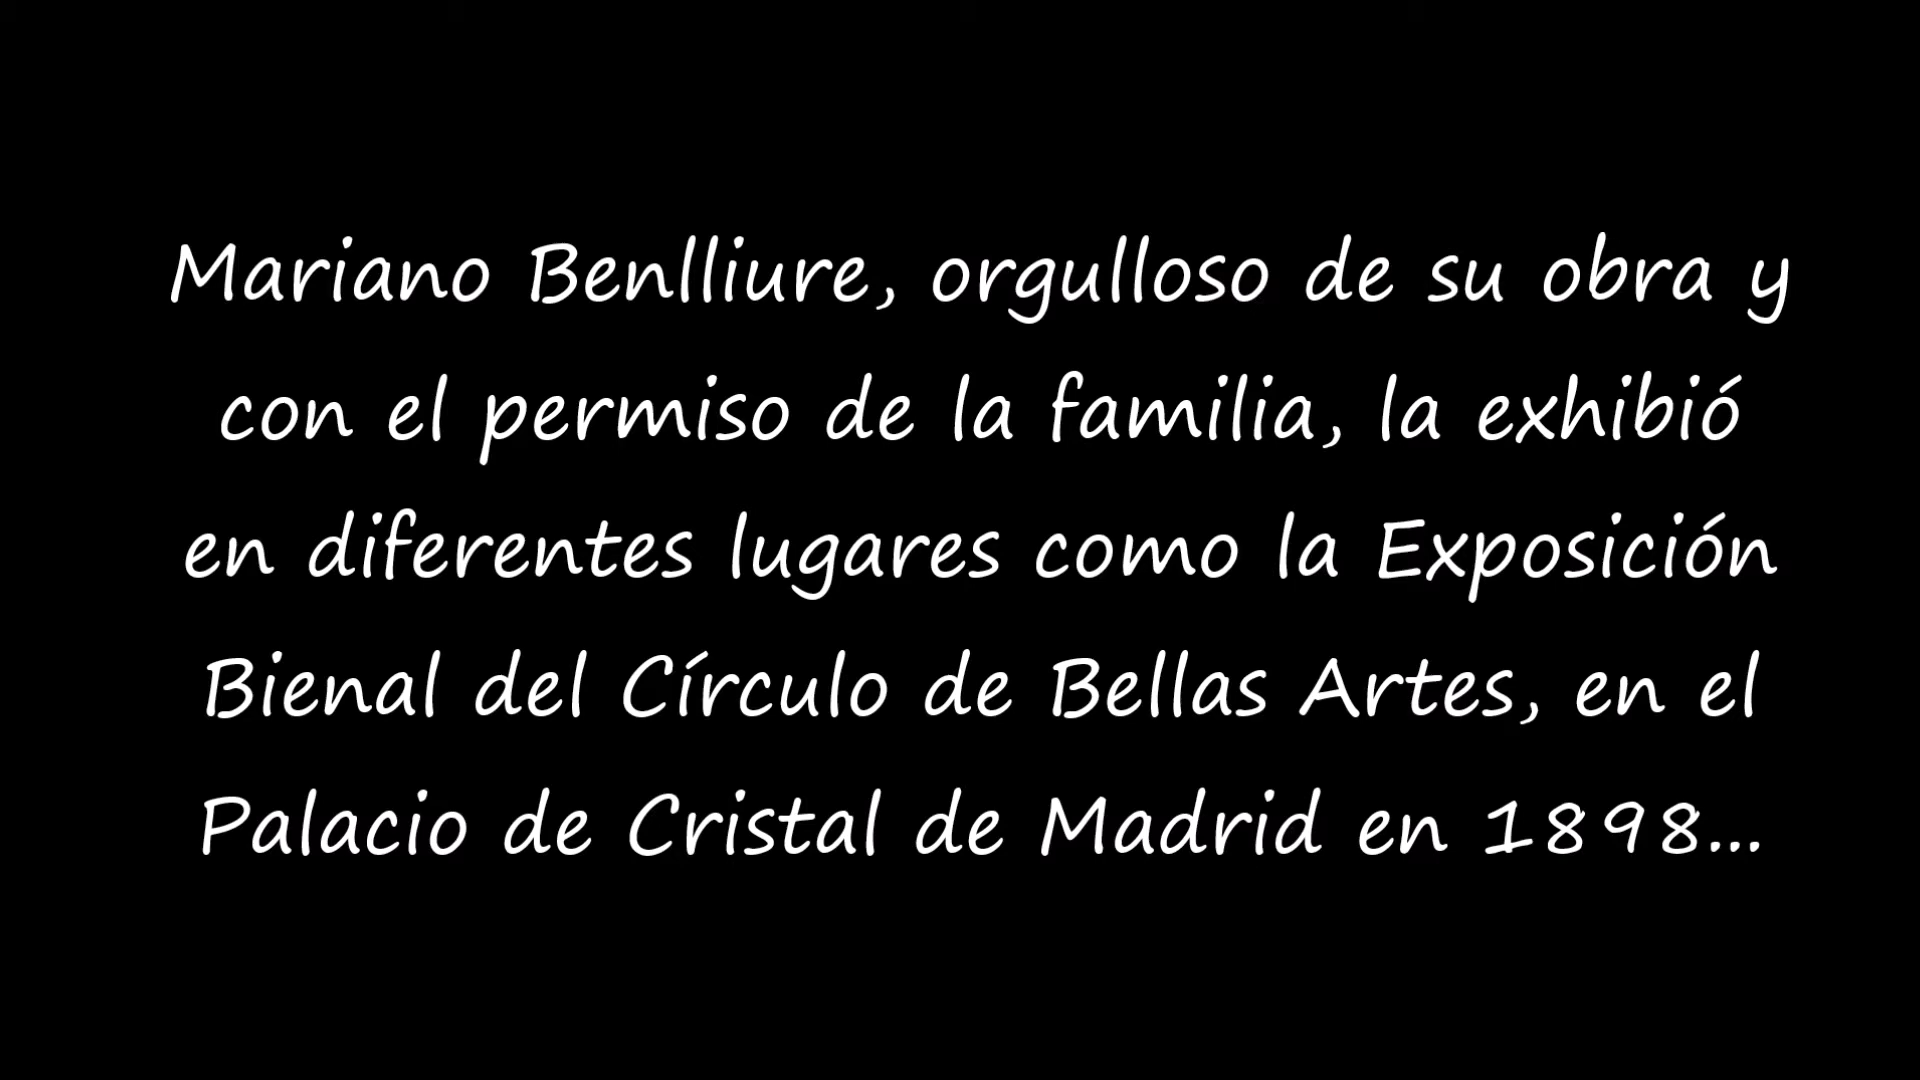 Mariano Benlliure, orgulloso de su obra y
con el permiso de la familia, la exhibió
en diferentes lugares como la Exposición
Bienal del Círculo de Bellas Artes, en el
Palacio de Cristal de Madrid en 1898...